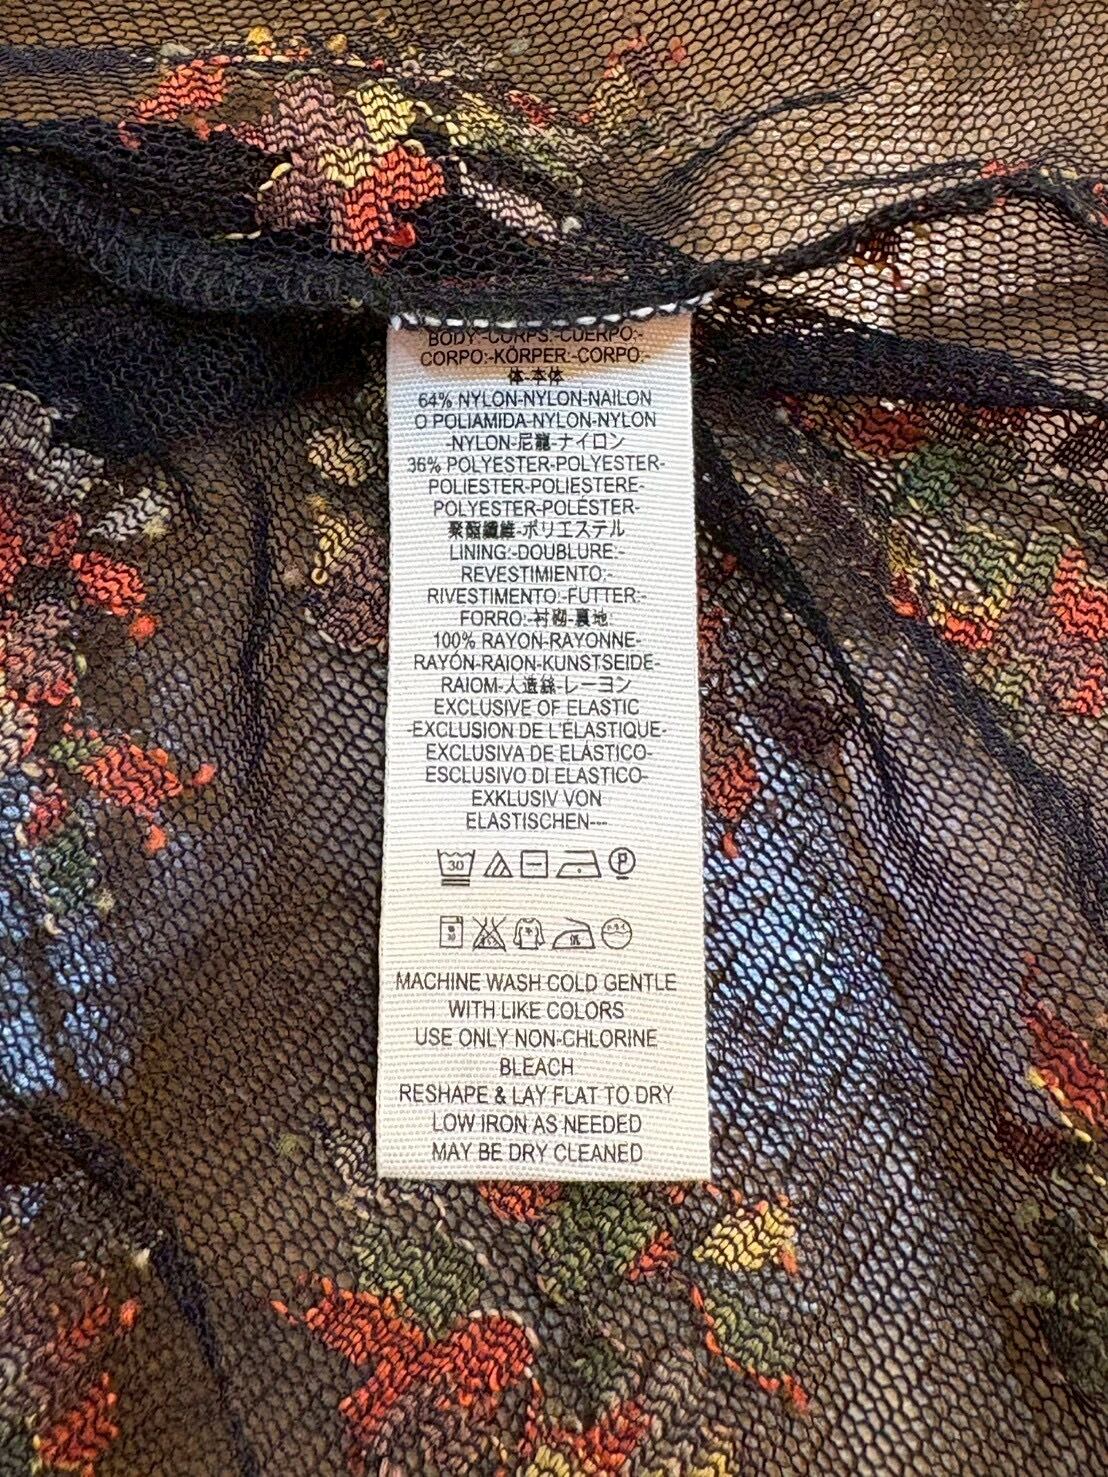 BODY:-CORPS:-CUERPO:-
CORPO:-KÖRPER:-CORPO:-
体-本体
64% NYLON-NYLON-NAILON
O POLIAMIDA-NYLON-NYLON
-NYLON-尼龍-ナイロン
36% POLYESTER-POLYESTER-
POLIESTER-POLIESTERE-
POLYESTER-POLÉSTER-
聚酯纖維-ポリエステル
LINING:-DOUBLURE:-
REVESTIMIENTO:-
RIVESTIMENTO:-FUTTER:-
FORRO:-衬裡-裏地
100% RAYON-RAYONNE-
RAYÓN-RAION-KUNSTSEIDE-
RAIOM-人造絲-レーヨン
EXCLUSIVE OF ELASTIC
-EXCLUSION DE L'ÉLASTIQUE-
EXCLUSIVA DE ELÁSTICO-
ESCLUSIVO DI ELASTICO-
EXKLUSIV VON
ELASTISCHEN---
30 P
MACHINE WASH COLD GENTLE
WITH LIKE COLORS
USE ONLY NON-CHLORINE
BLEACH
RESHAPE & LAY FLAT TO DRY
LOW IRON AS NEEDED
MAY BE DRY CLEANED